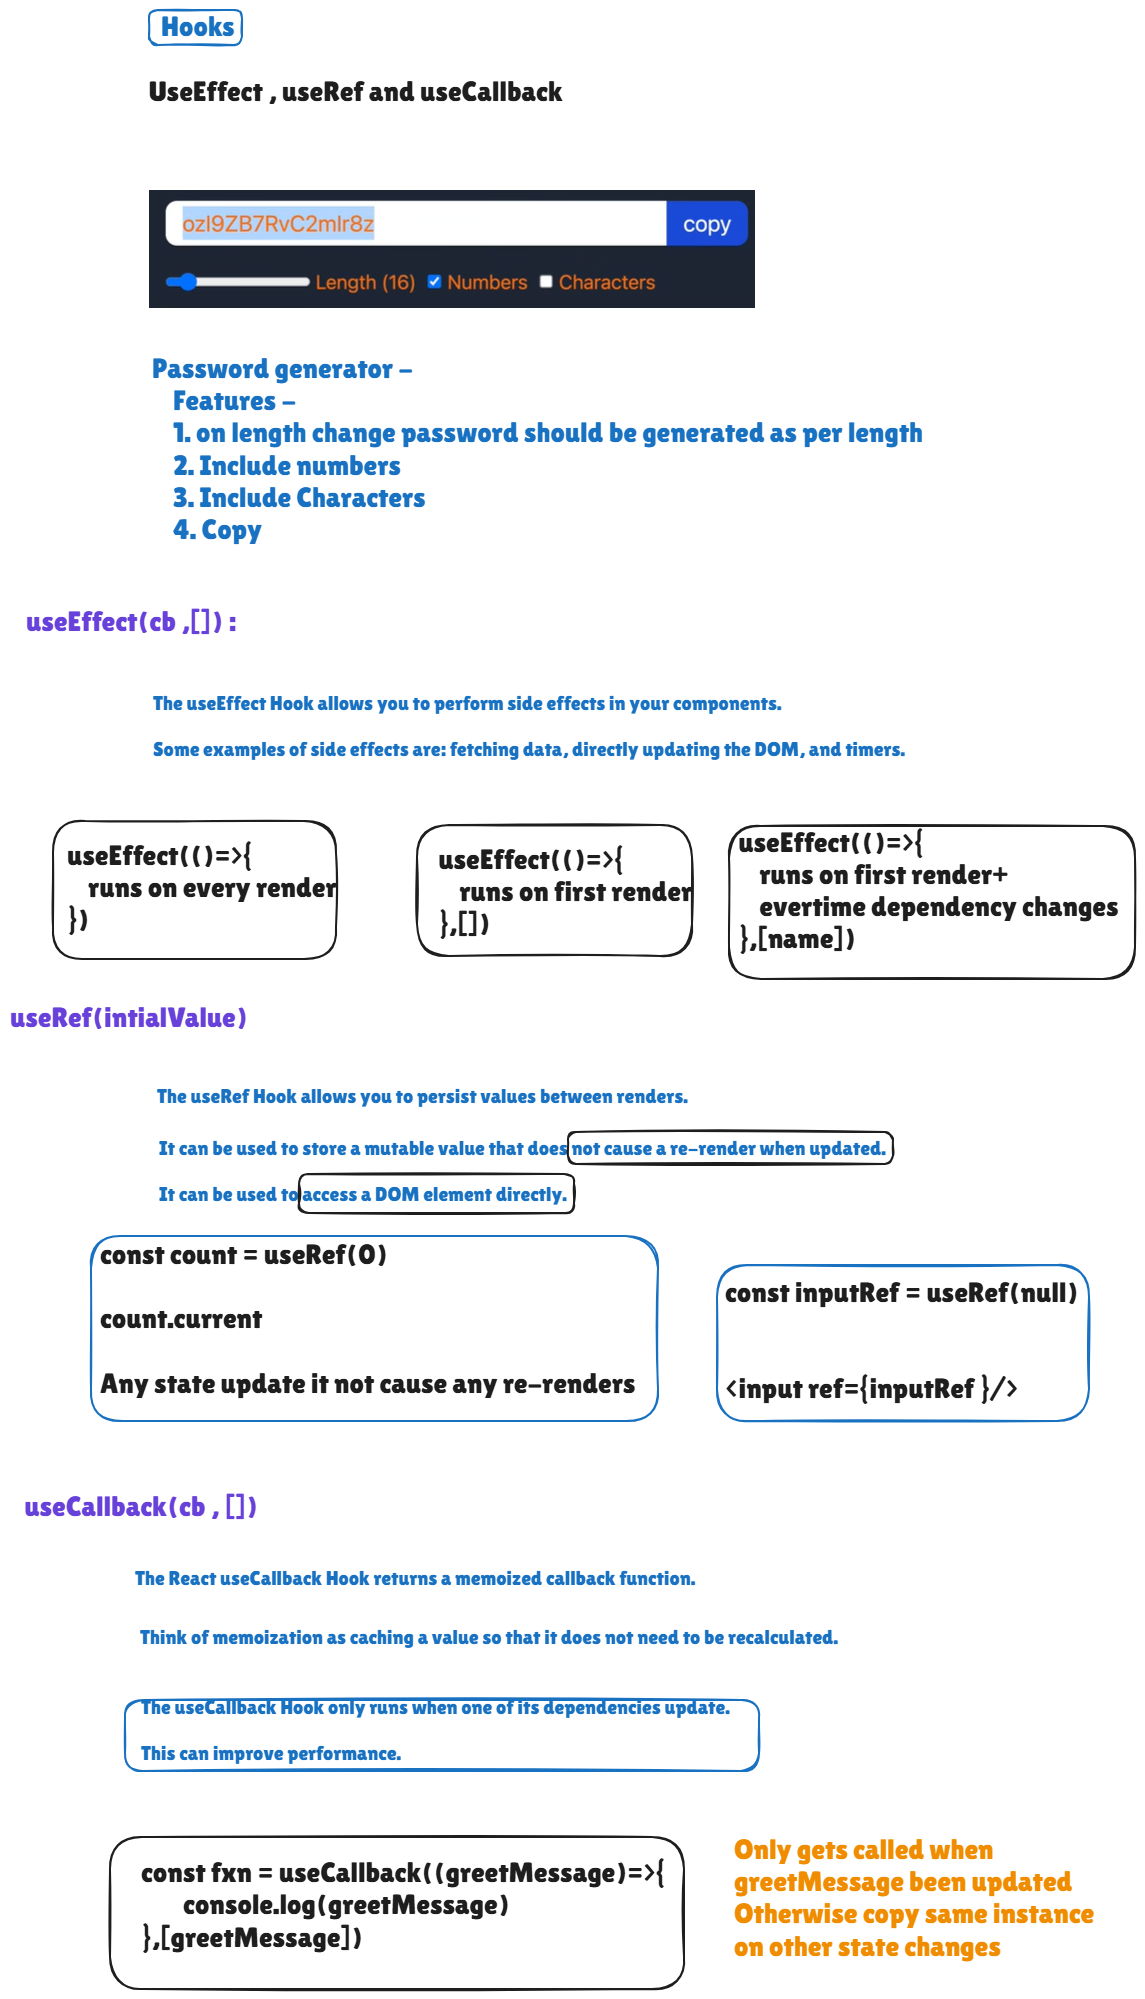 Hooks
UseEffect , useRef and useCallback
ozI9ZB7RvC2mlr8z
copy
Length (16) Numbers Characters
Password generator -
Features -
1. on length change password should be generated as per length
2. Include numbers
3. Include Characters
4. Copy
useEffect(cb ,[]) :
The useEffect Hook allows you to perform side effects in your components.
Some examples of side effects are: fetching data, directly updating the DOM, and timers.
useEffect(()=>{
runs on every render
})
useEffect(()=>{
runs on first render
},[])
useEffect(()=>{
runs on first render+
evertime dependency changes
},[name])
useRef(intialValue)
The useRef Hook allows you to persist values between renders.
It can be used to store a mutable value that does not cause a re-render when updated.
It can be used to access a DOM element directly.
const count = useRef(0)
count.current
Any state update it not cause any re-renders
const inputRef = useRef(null)
<input ref={inputRef }/>
useCallback(cb , [])
The React useCallback Hook returns a memoized callback function.
Think of memoization as caching a value so that it does not need to be recalculated.
The useCallback Hook only runs when one of its dependencies update.
This can improve performance.
const fxn = useCallback((greetMessage)=>{
console.log(greetMessage)
},[greetMessage])
Only gets called when
greetMessage been updated
Otherwise copy same instance
on other state changes